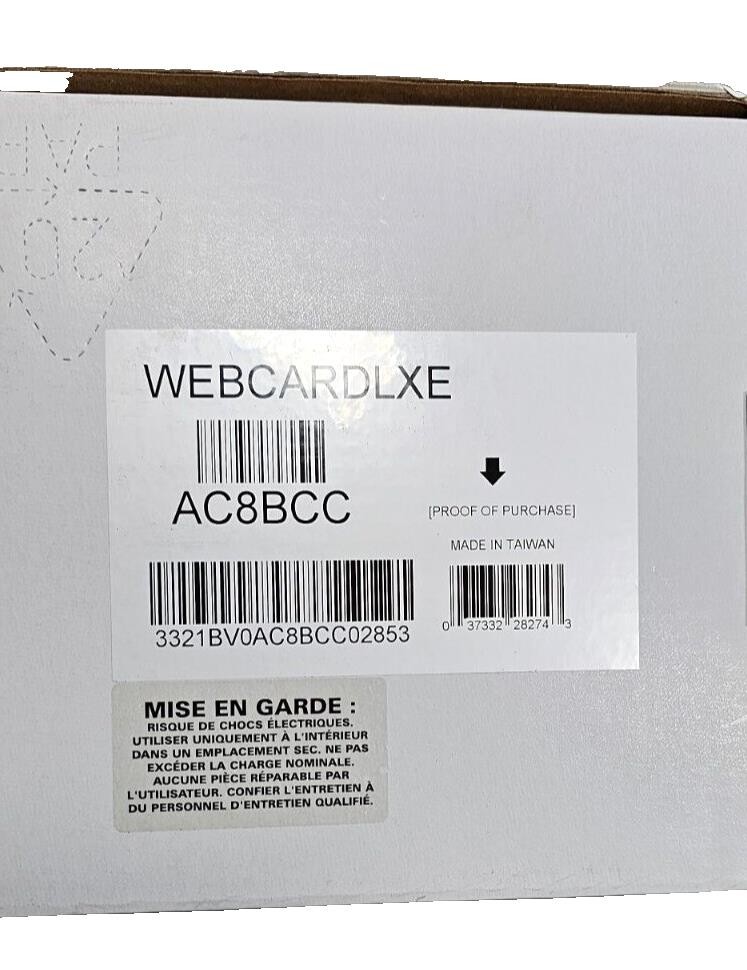 PAP
20
WEBCARDLXE
AC8BCC
[PROOF OF PURCHASE]
MADE IN TAIWAN
3321BV0AC8BCC02853
0 37332 28274 3
MISE EN GARDE :
RISQUE DE CHOCS ÉLECTRIQUES.
UTILISER UNIQUEMENT À L'INTÉRIEUR
DANS UN EMPLACEMENT SEC. NE PAS
EXCÉDER LA CHARGE NOMINALE.
AUCUNE PIÈCE RÉPARABLE PAR
L'UTILISATEUR. CONFIER L'ENTRETIEN À
DU PERSONNEL D'ENTRETIEN QUALIFIÉ.